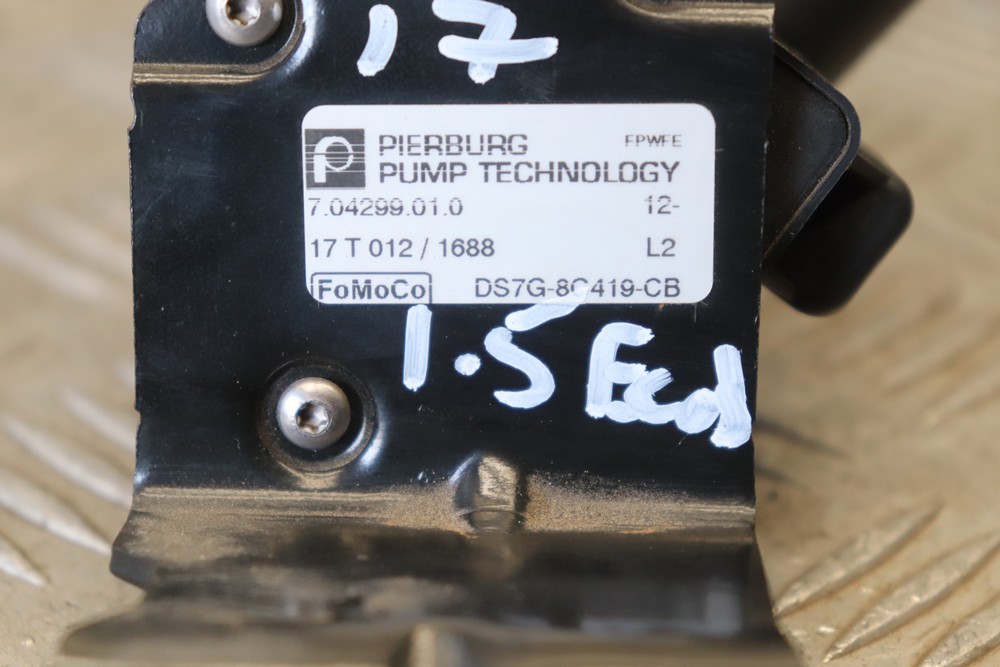 17
PIERBURG FPWFE
PUMP TECHNOLOGY
7.04299.01.0 12-
17 T 012 / 1688 L2
FoMoCo DS7G-8C419-CB
1.5 Eco